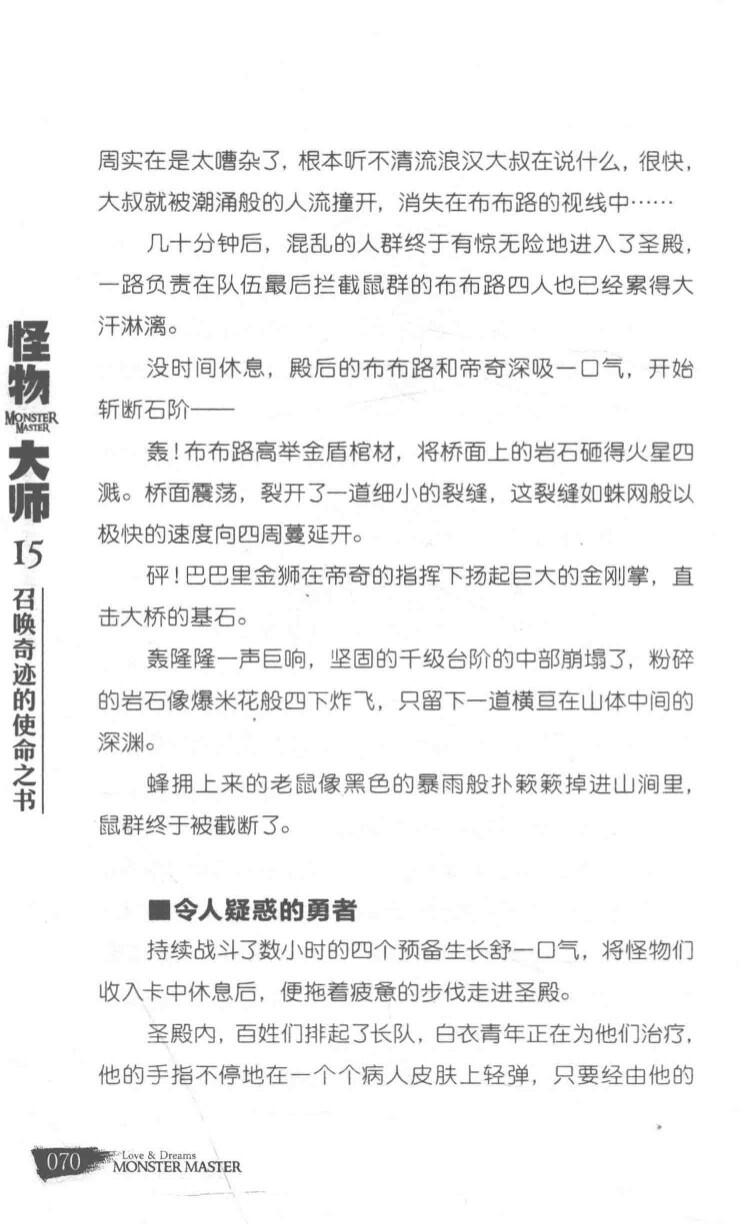 周实在是太嘈杂了，根本听不清流浪汉大叔在说什么，很快，
大叔就被潮涌般的人流撞开，消失在布布路的视线中……
几十分钟后，混乱的人群终于有惊无险地进入了圣殿，
一路负责在队伍最后拦截鼠群的布布路四人也已经累得大
汗淋漓。
没时间休息，殿后的布布路和帝奇深吸一口气，开始
斩断石阶——
轰！布布路高举金盾棺材，将桥面上的岩石砸得火星四
溅。桥面震荡，裂开了一道细小的裂缝，这裂缝如蛛网般以
极快的速度向四周蔓延开。
砰！巴巴里金狮在帝奇的指挥下扬起巨大的金刚掌，直
击大桥的基石。
轰隆隆一声巨响，坚固的千级台阶的中部崩塌了，粉碎
的岩石像爆米花般四下炸飞，只留下一道横亘在山体中间的
深渊。
蜂拥上来的老鼠像黑色的暴雨般扑簌簌掉进山涧里，
鼠群终于被截断了。
■令人疑惑的勇者
持续战斗了数小时的四个预备生长舒一口气，将怪物们
收入卡中休息后，便拖着疲惫的步伐走进圣殿。
圣殿内，百姓们排起了长队，白衣青年正在为他们治疗，
他的手指不停地在一个个病人皮肤上轻弹，只要经由他的
怪物
MONSTER
MASTER
大师
15
召唤奇迹的使命之书
070
Love & Dreams
MONSTER MASTER